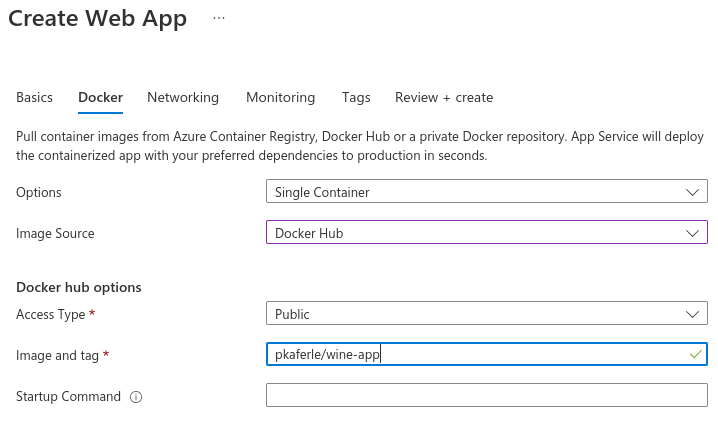 Create Web App ...
Basics Docker Networking Monitoring Tags Review + create
Pull container images from Azure Container Registry, Docker Hub or a private Docker repository. App Service will deploy
the containerized app with your preferred dependencies to production in seconds.
Options Single Container
Image Source Docker Hub
Docker hub options
Access Type * Public
Image and tag * pkaferle/wine-app
Startup Command